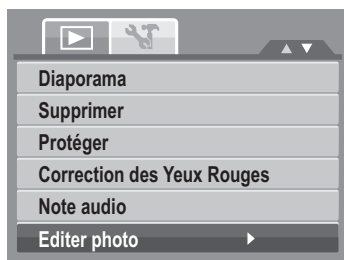 Diaporama
Supprimer
Protéger
Correction des Yeux Rouges
Note audio
Editer photo